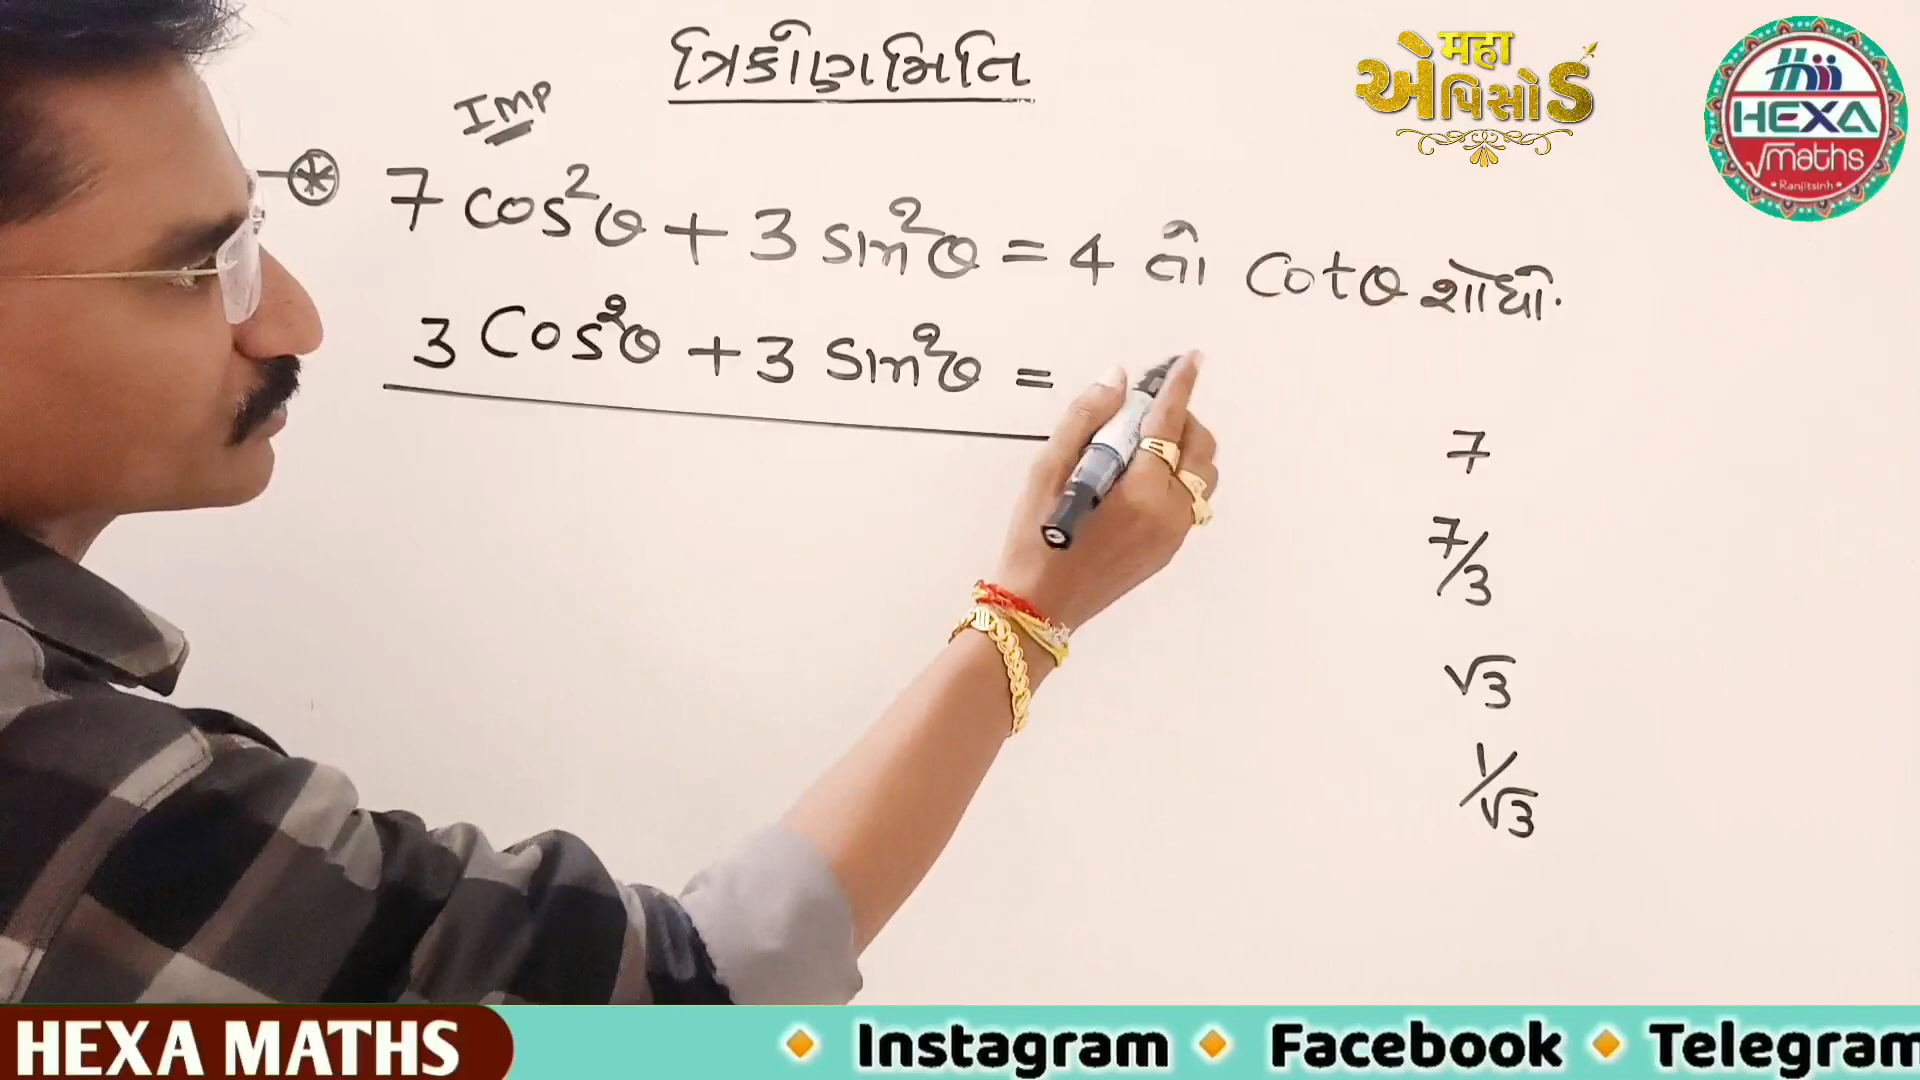 ત્રિકોણમિતિ
મહા
એપિસોડ
HEXA
√maths
Ranjitsinh
IMP
7 cos²θ + 3 sin²θ = 4 તો Cotθ શોધો.
3 Cos²θ + 3 Sin²θ =
7
7/3
√3
1/√3
HEXA MATHS
Instagram Facebook Telegram